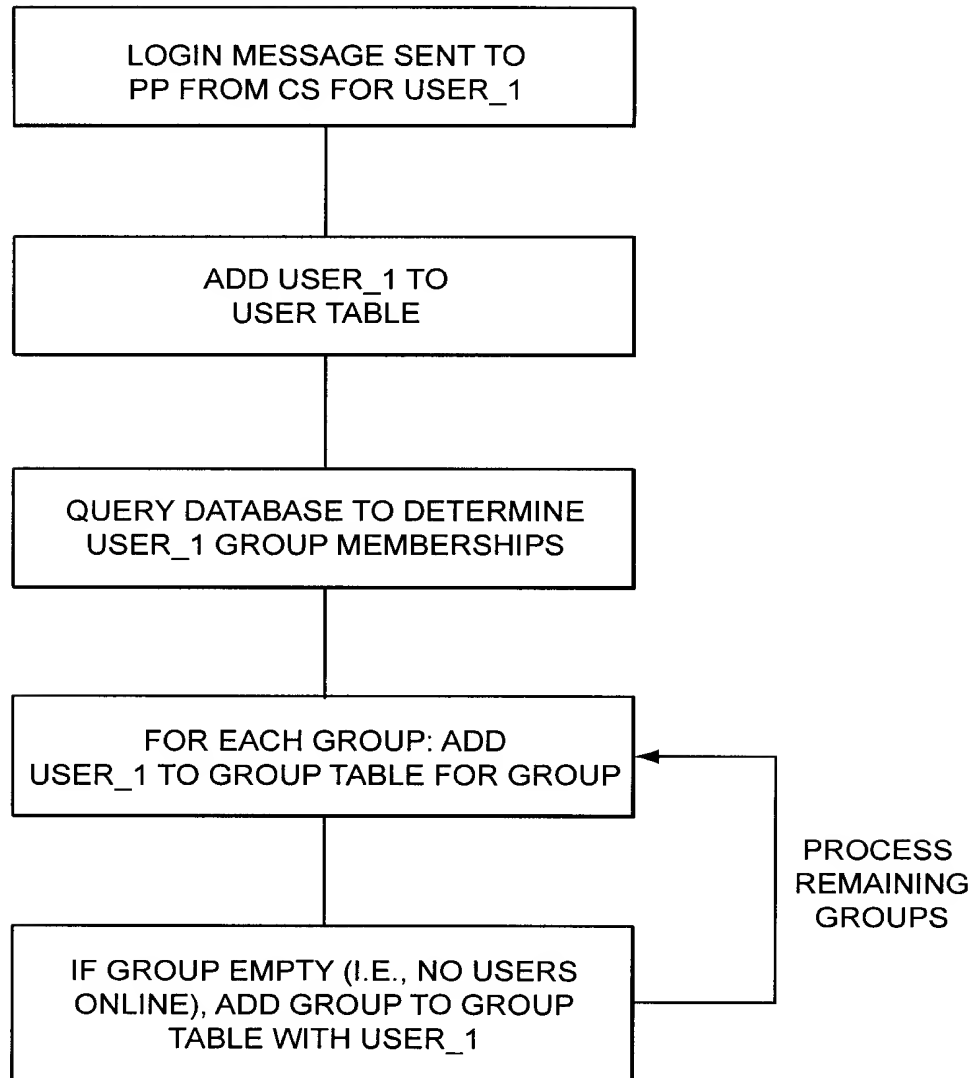 LOGIN MESSAGE SENT TO
PP FROM CS FOR USER_1
ADD USER_1 TO
USER TABLE
QUERY DATABASE TO DETERMINE
USER_1 GROUP MEMBERSHIPS
FOR EACH GROUP: ADD
USER_1 TO GROUP TABLE FOR GROUP
PROCESS
REMAINING
GROUPS
IF GROUP EMPTY (I.E., NO USERS
ONLINE), ADD GROUP TO GROUP
TABLE WITH USER_1